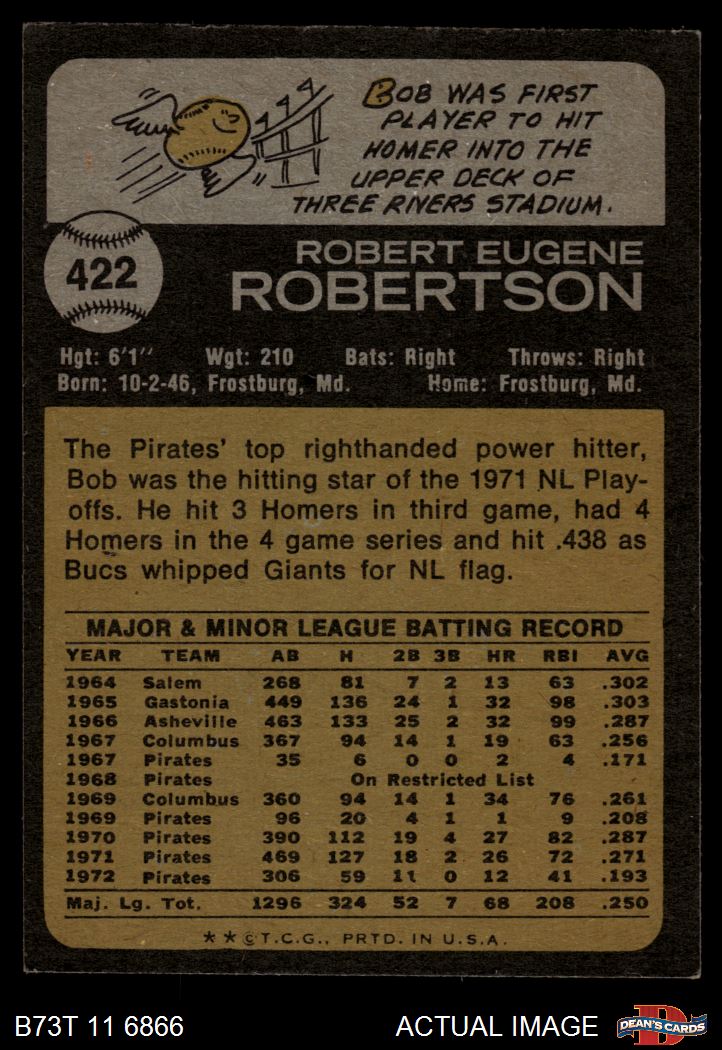 BOB WAS FIRST
PLAYER TO HIT
HOMER INTO THE
UPPER DECK OF
THREE RIVERS STADIUM.
422
ROBERT EUGENE
ROBERTSON
Hgt: 6'1" Wgt: 210 Bats: Right Throws: Right
Born: 10-2-46, Frostburg, Md. Home: Frostburg, Md.
The Pirates' top righthanded power hitter,
Bob was the hitting star of the 1971 NL Play-
offs. He hit 3 Homers in third game, had 4
Homers in the 4 game series and hit .438 as
Bucs whipped Giants for NL flag.
MAJOR & MINOR LEAGUE BATTING RECORD
YEAR TEAM AB H 2B 3B HR RBI AVG
1964 Salem 268 81 7 2 13 63 .302
1965 Gastonia 449 136 24 1 32 98 .303
1966 Asheville 463 133 25 2 32 99 .287
1967 Columbus 367 94 14 1 19 63 .256
1967 Pirates 35 6 0 0 2 4 .171
1968 Pirates On Restricted List
1969 Columbus 360 94 14 1 34 76 .261
1969 Pirates 96 20 4 1 1 9 .208
1970 Pirates 390 112 19 4 27 82 .287
1971 Pirates 469 127 18 2 26 72 .271
1972 Pirates 306 59 11 0 12 41 .193
Maj. Lg. Tot. 1296 324 52 7 68 208 .250
**©T.C.G., PRTD. IN U.S.A.
B73T 11 6866 ACTUAL IMAGE
D
DEAN'S CARDS